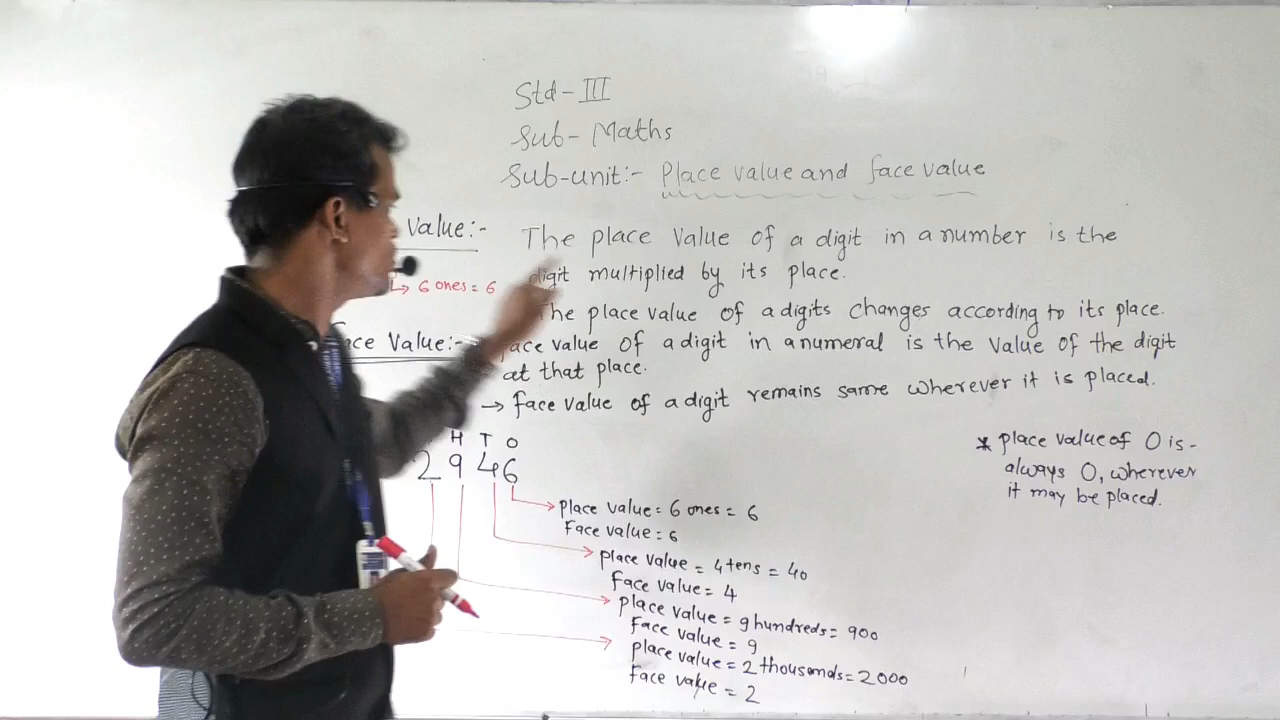 Std - III
Sub - Maths
Sub-unit:- Place value and face value
Value:-
The place value of a digit in a number is the
digit multiplied by its place.
6 ones = 6
The place value of a digits changes according to its place.
ace Value:-
face value of a digit in a numeral is the value of the digit
at that place.
→ face value of a digit remains same wherever it is placed.
H T O
2 9 4 6
* place value of 0 is -
always 0, wherever
it may be placed.
place value = 6 ones = 6
Face value = 6
place value = 4 tens = 40
face value = 4
place value = 9 hundreds = 900
face value = 9
place value = 2 thousands = 2000
Face value = 2